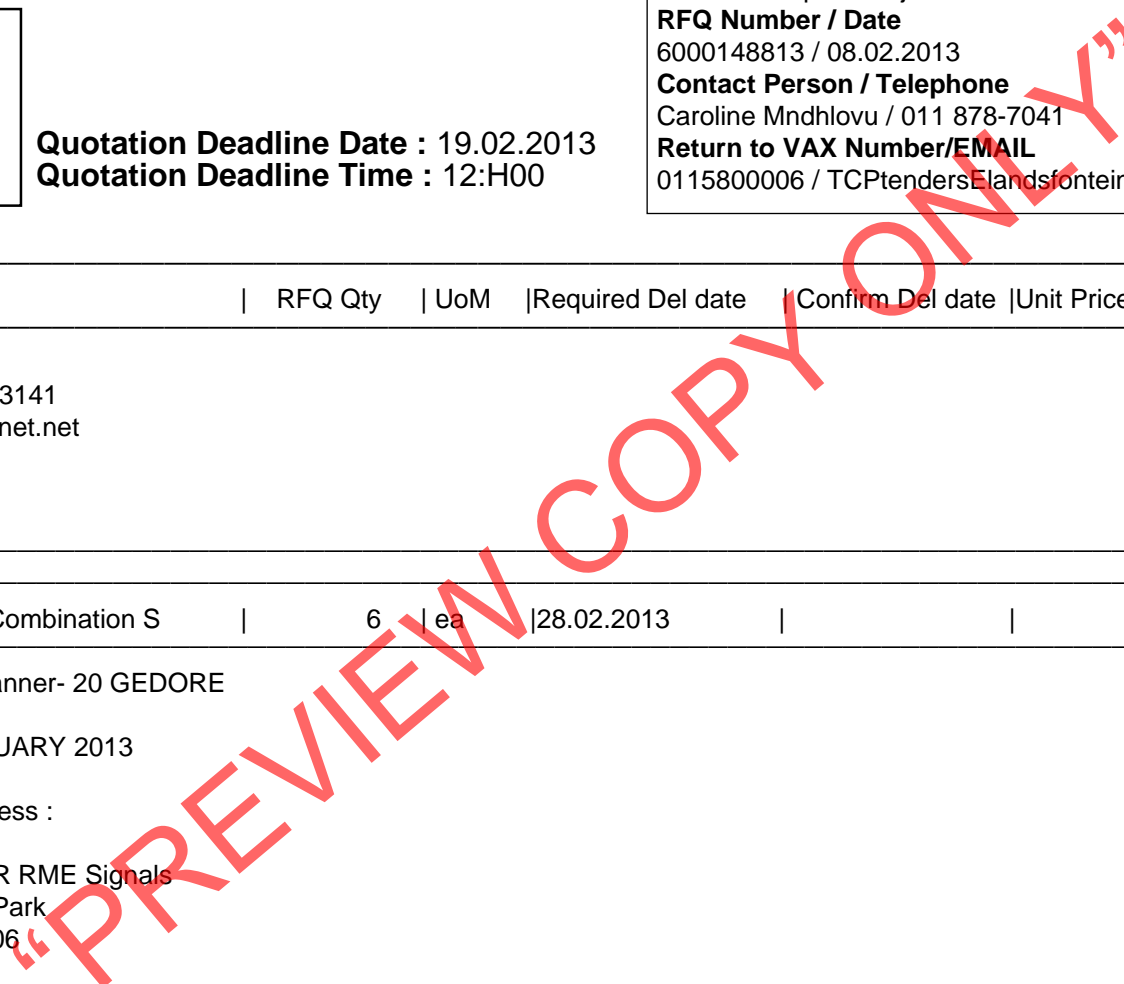 RFQ Number / Date
6000148813 / 08.02.2013
Contact Person / Telephone
Caroline Mndhlovu / 011 878-7041
Quotation Deadline Date : 19.02.2013
Return to VAX Number/EMAIL
Quotation Deadline Time : 12:H00
0115800006 / TCPtendersElandsfontein
| RFQ Qty | UoM |Required Del date | Confirm Del date |Unit Price
3141
net.net
Combination S | 6 | ea |28.02.2013 | |
anner- 20 GEDORE
UARY 2013
ess :
R RME Signals
Park
06
“PREVIEW COPY ONLY”